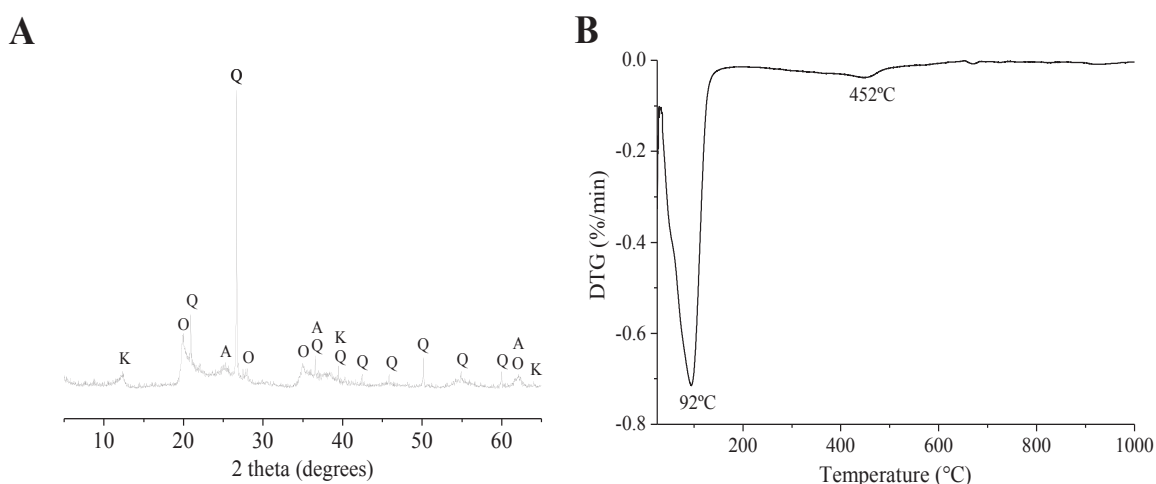 A
Q
Q
O
K
A
O
O
A
Q
K
Q
Q
Q
Q
Q
Q
A
O
K
10 20 30 40 50 60
2 theta (degrees)
B
0.0
-0.2
-0.4
-0.6
-0.8
DTG (%/min)
452ºC
92ºC
200 400 600 800 1000
Temperature (°C)